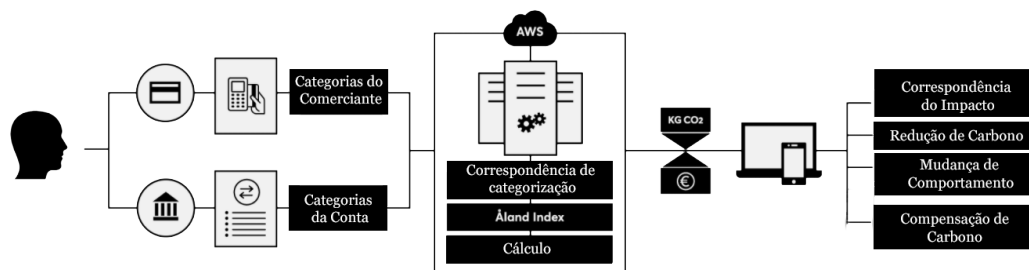 Categorias do
Comerciante
Categorias
da Conta
AWS
Correspondência de
categorização
Åland Index
Cálculo
KG CO₂
€
Correspondência
do Impacto
Redução de Carbono
Mudança de
Comportamento
Compensação de
Carbono